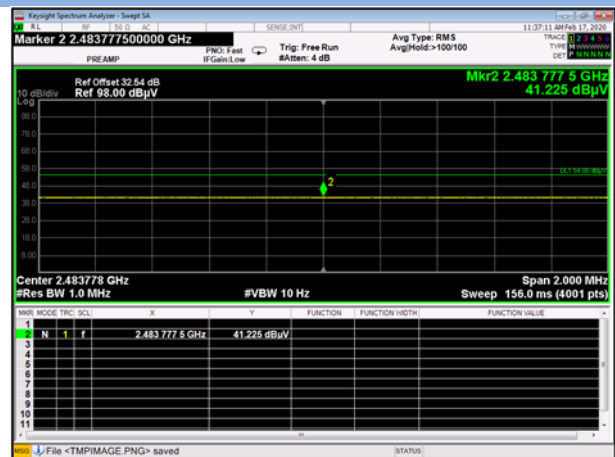 Keysight Spectrum Analyzer - Swept SA
RL RF 50 Ω AC SENSE:INT 11:37:11 AM Feb 17, 2020
Marker 2 2.483777500000 GHz Avg Type: RMS TRACE 1 2 3 4 5 6
PNO: Fast Trig: Free Run Avg|Hold:>100/100 TYPE M WWWWW
PREAMP IFGain:Low #Atten: 4 dB DET P N N N N N
Mkr2 2.483 777 5 GHz
Ref Offset 32.54 dB
10 dB/div Ref 98.00 dBµV 41.225 dBµV
Log
88.0
78.0
68.0
58.0
DL1 54.00 dBµV
2
48.0
38.0
28.0
18.0
8.00
Center 2.483778 GHz Span 2.000 MHz
#Res BW 1.0 MHz #VBW 10 Hz Sweep 156.0 ms (4001 pts)
MKR MODE TRC SCL X Y FUNCTION FUNCTION WIDTH FUNCTION VALUE
1
2 N 1 f 2.483 777 5 GHz 41.225 dBµV
3
4
5
6
7
8
9
10
11
MSG File <TMPIMAGE.PNG> saved STATUS